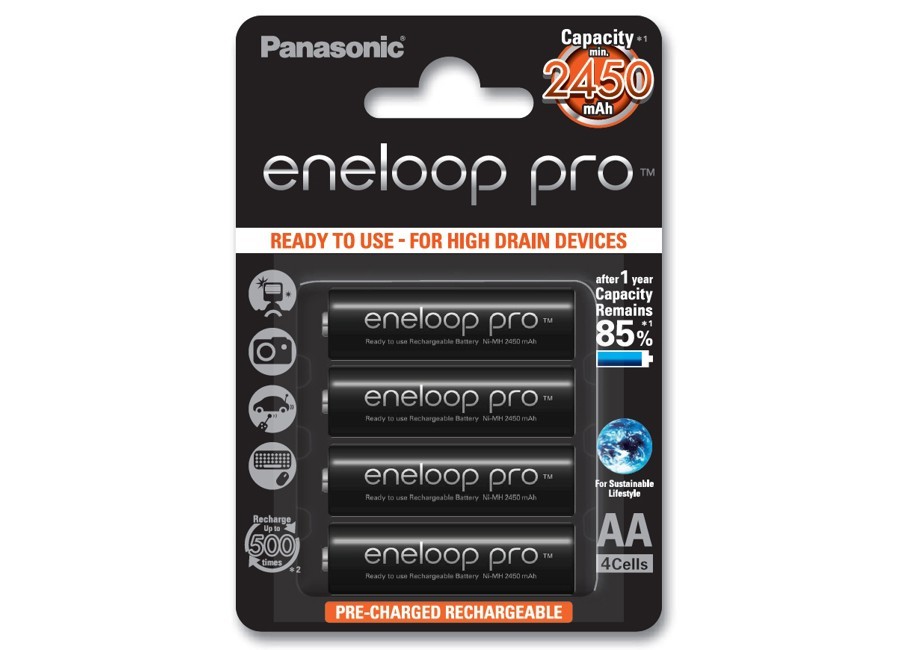 Panasonic®
Capacity *1
min.
2450
mAh
eneloop pro™
READY TO USE - FOR HIGH DRAIN DEVICES
after 1 year
Capacity
Remains
85% *1
eneloop pro™
Ready to use Rechargeable Battery Ni-MH 2450 mAh
eneloop pro™
Ready to use Rechargeable Battery Ni-MH 2450 mAh
eneloop pro™
Ready to use Rechargeable Battery Ni-MH 2450 mAh
eneloop pro™
Ready to use Rechargeable Battery Ni-MH 2450 mAh
For Sustainable
Lifestyle
Recharge
Up to
500
times
*2
AA
4Cells
PRE-CHARGED RECHARGEABLE